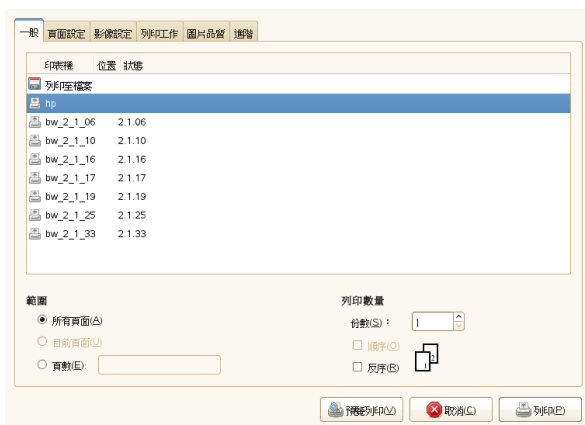 一般 頁面設定 影像設定 列印工作 圖片品質 進階
印表機 位置 狀態
列印至檔案
hp
bw_2_1_06 2.1.06
bw_2_1_10 2.1.10
bw_2_1_16 2.1.16
bw_2_1_17 2.1.17
bw_2_1_19 2.1.19
bw_2_1_25 2.1.25
bw_2_1_33 2.1.33
範圍
所有頁面(A)
目前頁面(U)
頁數(E):
列印數量
份數(S)： 1
順序(O)
反序(R)
1 2
預覽列印(V) 取消(C) 列印(P)